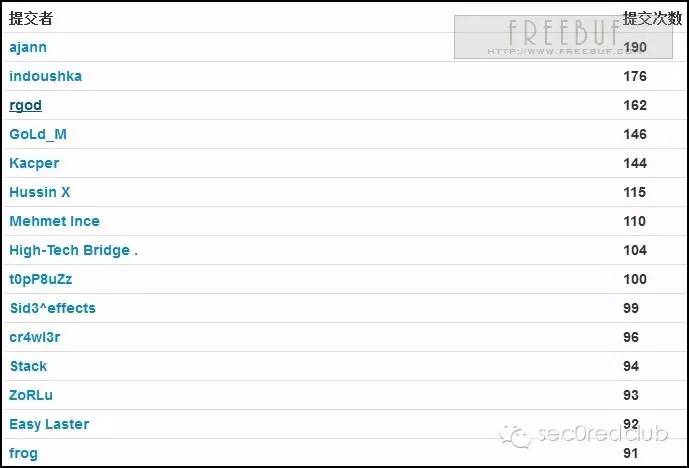 提交者 提交次数
FREEBUF
HTTP://WWW.FREEBUF.COM
ajann 190
indoushka 176
rgod 162
GoLd_M 146
Kacper 144
Hussin X 115
Mehmet Ince 110
High-Tech Bridge . 104
t0pP8uZz 100
Sid3^effects 99
cr4wl3r 96
Stack 94
ZoRLu 93
Easy Laster 92
frog 91
sec0redclub